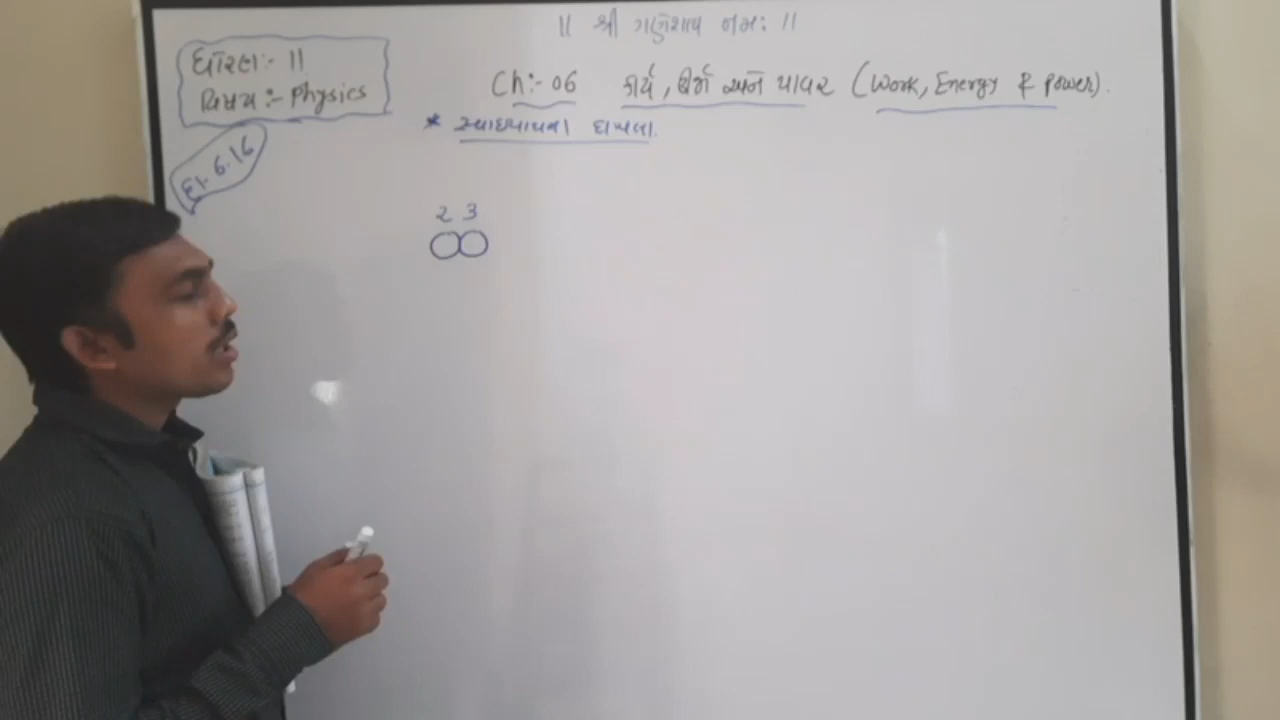 ॥ શ્રી ગણેશાય નમઃ ॥
ધોરણ:- 11
વિષય:- Physics
Ch:- 06 કાર્ય, ઊર્જા અને પાવર (Work, Energy & Power).
* સ્વાધ્યાયના દાખલા.
દા. 6.16
૨ 3